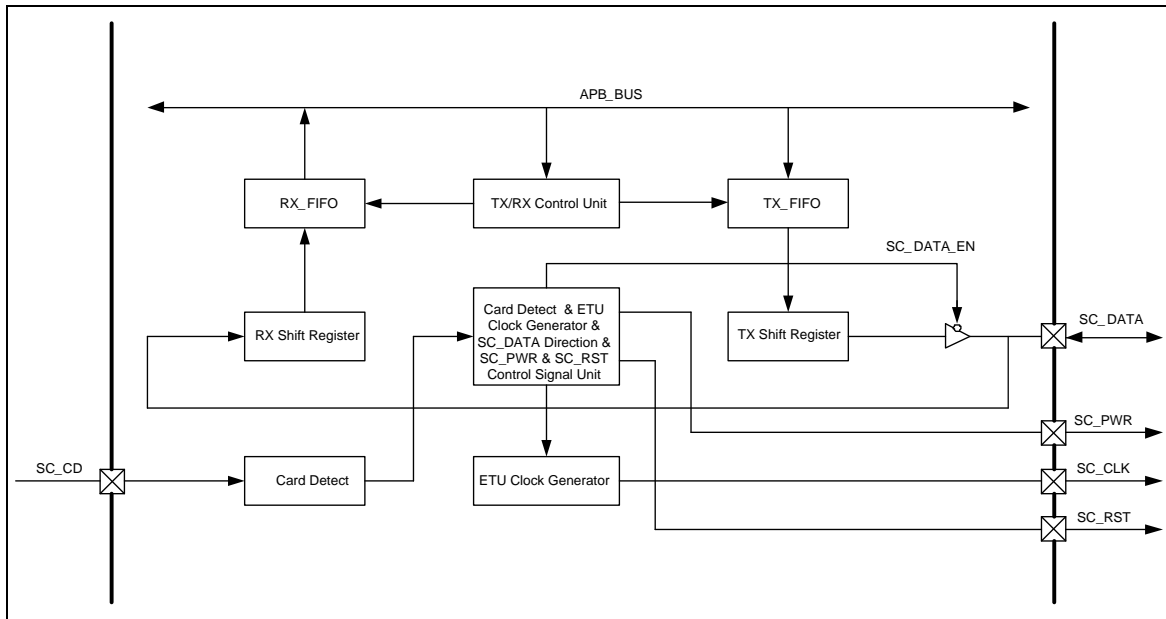 APB_BUS
RX_FIFO
TX/RX Control Unit
TX_FIFO
SC_DATA_EN
RX Shift Register
Card Detect & ETU
Clock Generator &
SC_DATA Direction &
SC_PWR & SC_RST
Control Signal Unit
TX Shift Register
SC_DATA
SC_PWR
SC_CD
Card Detect
ETU Clock Generator
SC_CLK
SC_RST